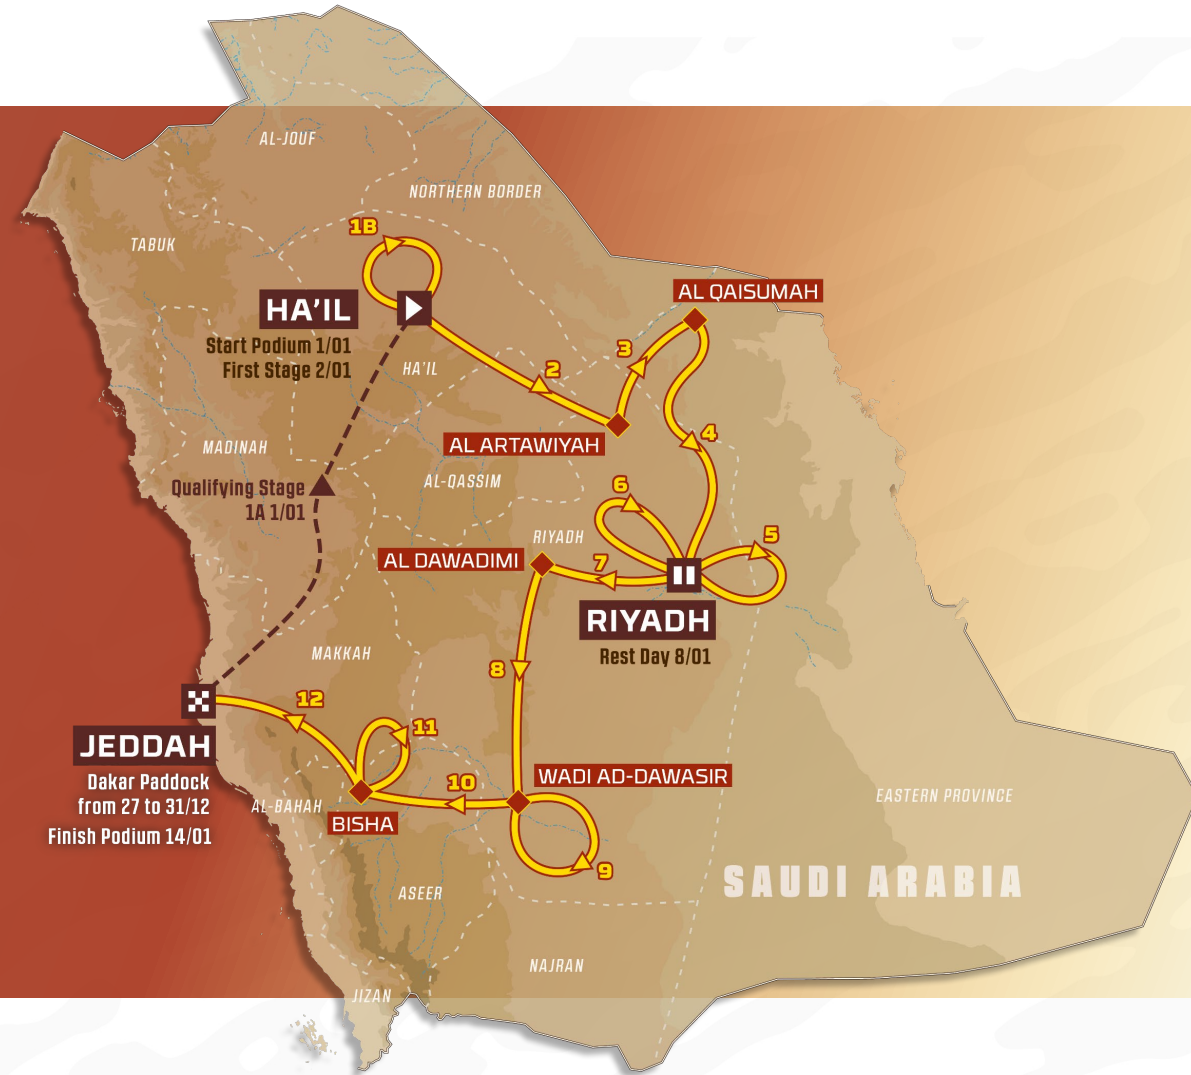 AL-JOUF
NORTHERN BORDER
1B
TABUK
AL QAISUMAH
HA'IL
Start Podium 1/01
First Stage 2/01
3
2
HA'IL
4
AL ARTAWIYAH
MADINAH
AL-QASSIM
Qualifying Stage
1A 1/01
6
5
RIYADH
AL DAWADIMI
7
RIYADH
Rest Day 8/01
MAKKAH
8
12
11
JEDDAH
Dakar Paddock
from 27 to 31/12
Finish Podium 14/01
WADI AD-DAWASIR
10
AL-BAHAH
BISHA
EASTERN PROVINCE
9
SAUDI ARABIA
ASEER
NAJRAN
JIZAN